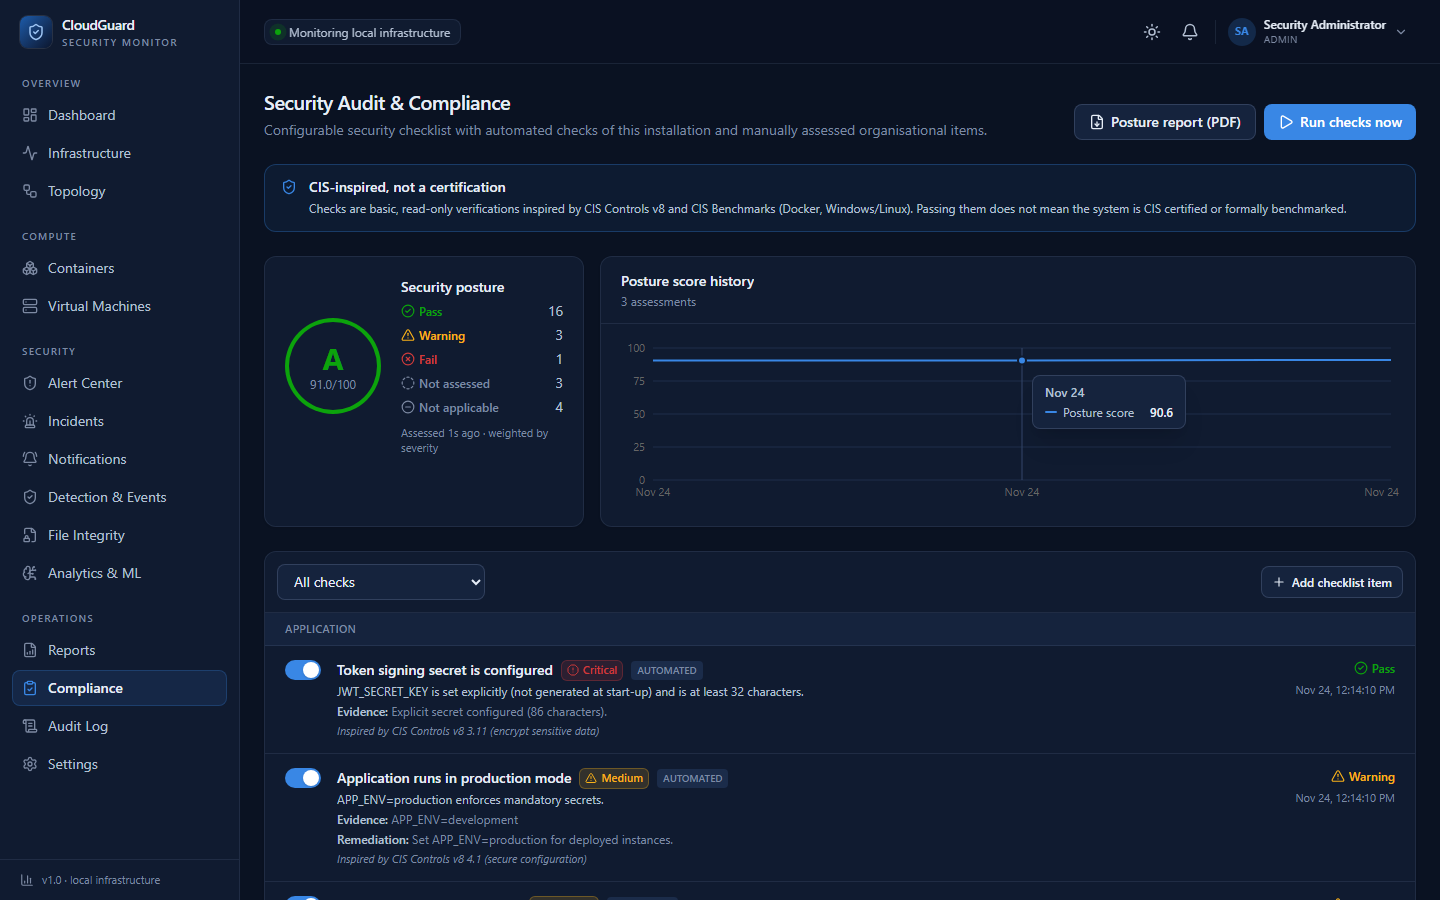 CloudGuard
SECURITY MONITOR
Monitoring local infrastructure
SA
Security Administrator
ADMIN
OVERVIEW
Dashboard
Infrastructure
Topology
COMPUTE
Containers
Virtual Machines
SECURITY
Alert Center
Incidents
Notifications
Detection & Events
File Integrity
Analytics & ML
OPERATIONS
Reports
Compliance
Audit Log
Settings
v1.0 · local infrastructure
Security Audit & Compliance
Configurable security checklist with automated checks of this installation and manually assessed organisational items.
Posture report (PDF)
Run checks now
CIS-inspired, not a certification
Checks are basic, read-only verifications inspired by CIS Controls v8 and CIS Benchmarks (Docker, Windows/Linux). Passing them does not mean the system is CIS certified or formally benchmarked.
A
91.0/100
Security posture
Pass 16
Warning 3
Fail 1
Not assessed 3
Not applicable 4
Assessed 1s ago · weighted by
severity
Posture score history
3 assessments
100
75
50
25
0
Nov 24
Posture score 90.6
Nov 24 Nov 24 Nov 24
All checks
Add checklist item
APPLICATION
Token signing secret is configured Critical AUTOMATED Pass
JWT_SECRET_KEY is set explicitly (not generated at start-up) and is at least 32 characters. Nov 24, 12:14:10 PM
Evidence: Explicit secret configured (86 characters).
Inspired by CIS Controls v8 3.11 (encrypt sensitive data)
Application runs in production mode Medium AUTOMATED Warning
APP_ENV=production enforces mandatory secrets. Nov 24, 12:14:10 PM
Evidence: APP_ENV=development
Remediation: Set APP_ENV=production for deployed instances.
Inspired by CIS Controls v8 4.1 (secure configuration)